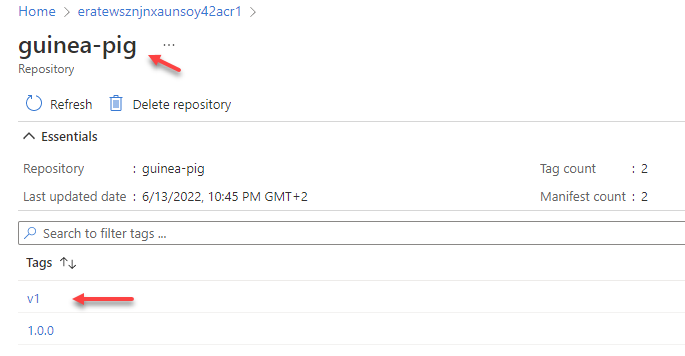 Home > eratewsznjnxaunsoy42acr1 >
guinea-pig ...
Repository
Refresh Delete repository
Essentials
Repository : guinea-pig Tag count : 2
Last updated date : 6/13/2022, 10:45 PM GMT+2 Manifest count : 2
Search to filter tags ...
Tags ↑↓
v1
1.0.0